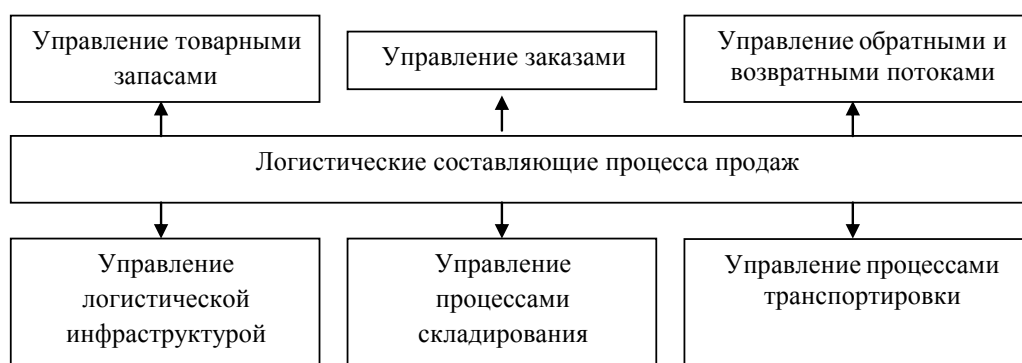 Управление товарными
запасами
Управление заказами
Управление обратными и
возвратными потоками
Логистические составляющие процесса продаж
Управление
логистической
инфраструктурой
Управление
процессами
складирования
Управление процессами
транспортировки